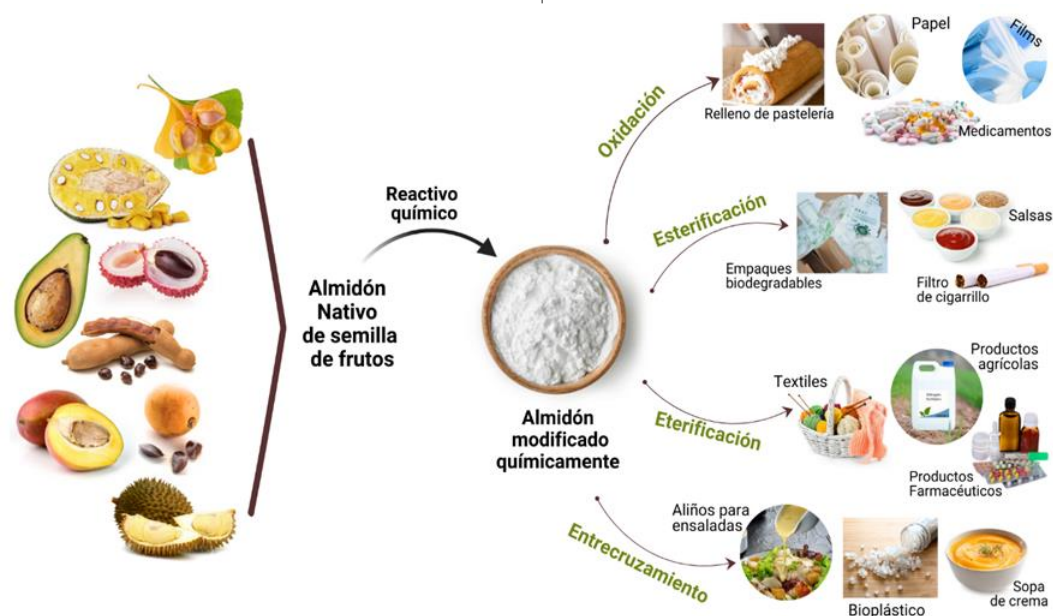 Almidón
Nativo
de semilla
de frutos
Reactivo
químico
Almidón
modificado
químicamente
Oxidación
Relleno de pastelería
Papel
Films
Medicamentos
Esterificación
Empaques
biodegradables
Salsas
Filtro
de cigarrillo
Eterificación
Textiles
Productos
agrícolas
Productos
Farmacéuticos
Entrecruzamiento
Aliños para
ensaladas
Bioplástico
Sopa
de crema